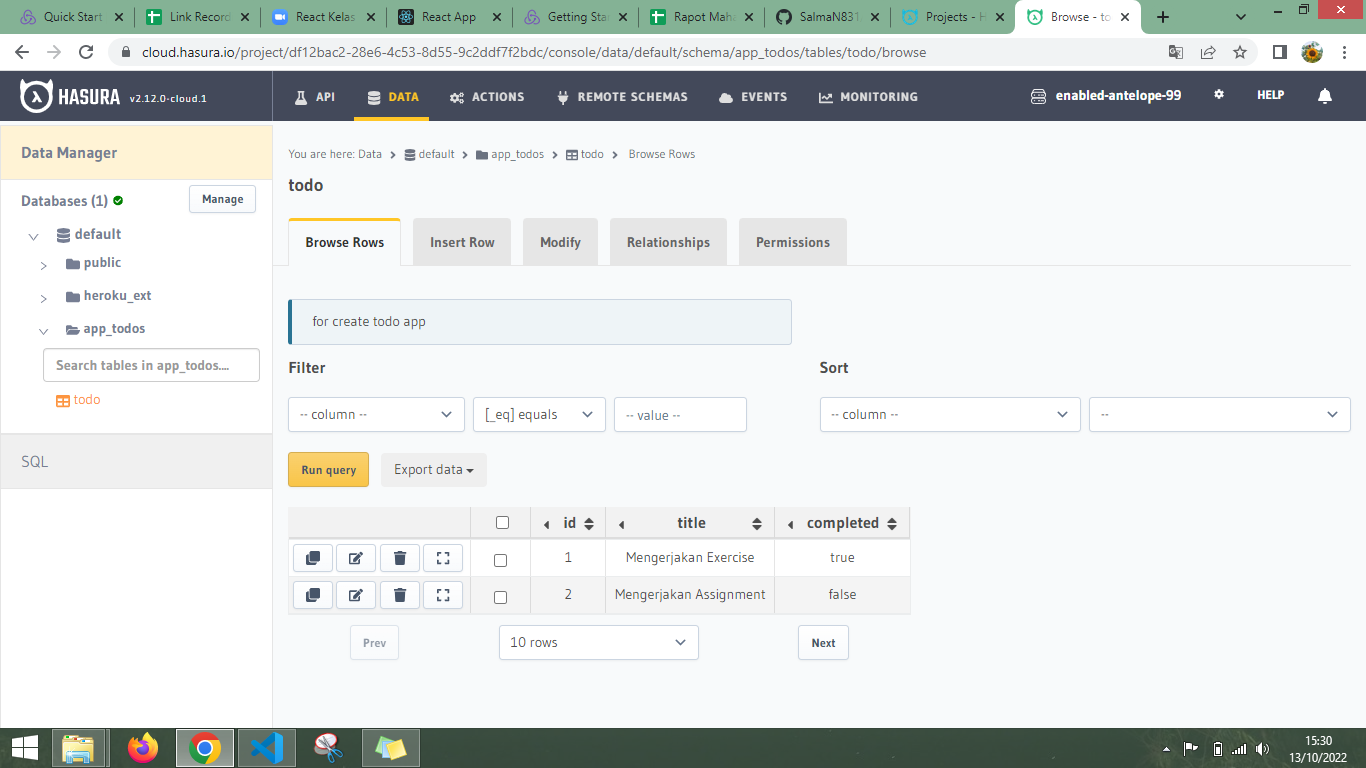 Quick Start
Link Record
React Kelas
React App
Getting Star
Rapot Maha
SalmaN831
Projects - H
Browse - to
cloud.hasura.io/project/df12bac2-28e6-4c53-8d55-9c2ddf7f2bdc/console/data/default/schema/app_todos/tables/todo/browse
HASURA v2.12.0-cloud.1
API
DATA
ACTIONS
REMOTE SCHEMAS
EVENTS
MONITORING
enabled-antelope-99
HELP
Data Manager
Databases (1)
Manage
default
public
heroku_ext
app_todos
Search tables in app_todos....
todo
SQL
You are here: Data > default > app_todos > todo > Browse Rows
todo
Browse Rows
Insert Row
Modify
Relationships
Permissions
for create todo app
Filter
Sort
-- column --
[_eq] equals
-- value --
-- column --
--
Run query
Export data
id title completed
1 Mengerjakan Exercise true
2 Mengerjakan Assignment false
Prev
10 rows
Next
15:30
13/10/2022